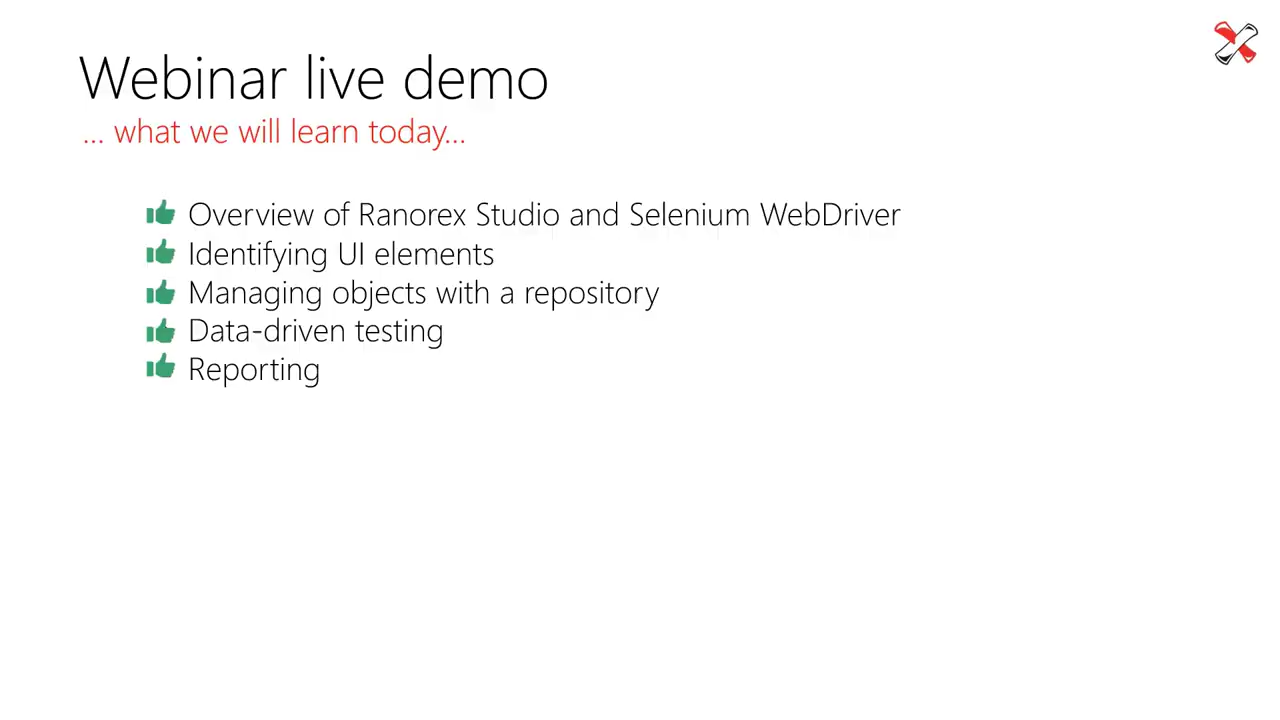 Webinar live demo
... what we will learn today...
Overview of Ranorex Studio and Selenium WebDriver
Identifying UI elements
Managing objects with a repository
Data-driven testing
Reporting